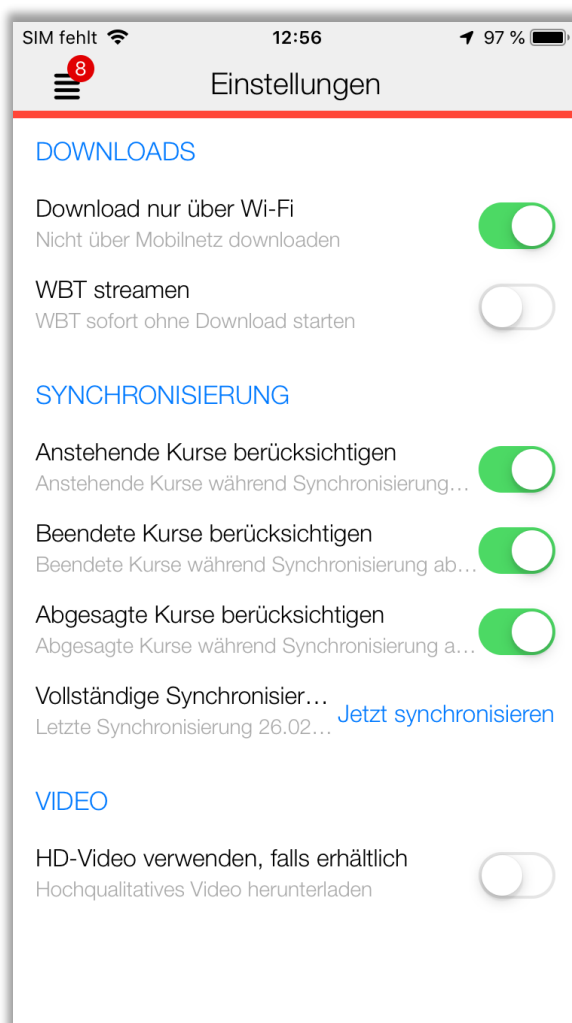 SIM fehlt 12:56 97 %
8
Einstellungen
DOWNLOADS
Download nur über Wi-Fi
Nicht über Mobilnetz downloaden
WBT streamen
WBT sofort ohne Download starten
SYNCHRONISIERUNG
Anstehende Kurse berücksichtigen
Anstehende Kurse während Synchronisierung…
Beendete Kurse berücksichtigen
Beendete Kurse während Synchronisierung ab…
Abgesagte Kurse berücksichtigen
Abgesagte Kurse während Synchronisierung a…
Vollständige Synchronisier…
Letzte Synchronisierung 26.02…
Jetzt synchronisieren
VIDEO
HD-Video verwenden, falls erhältlich
Hochqualitatives Video herunterladen